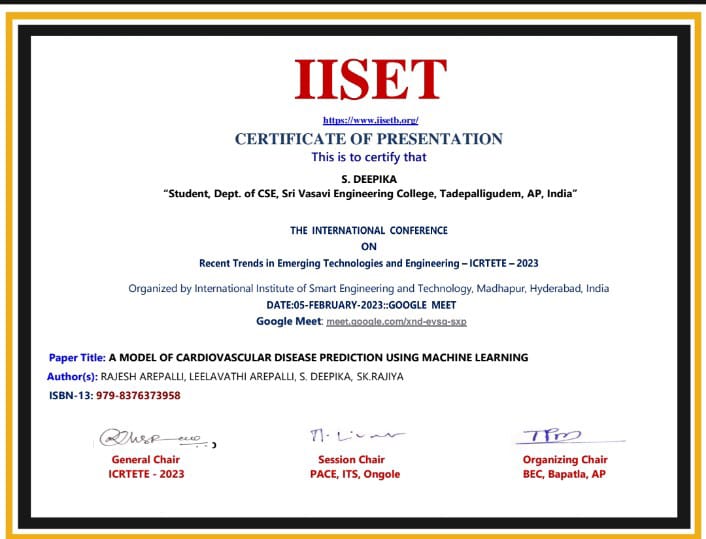 IISET
https://www.iisetb.org/
CERTIFICATE OF PRESENTATION
This is to certify that
S. DEEPIKA
“Student, Dept. of CSE, Sri Vasavi Engineering College, Tadepalligudem, AP, India”
THE INTERNATIONAL CONFERENCE
ON
Recent Trends in Emerging Technologies and Engineering – ICRTETE – 2023
Organized by International Institute of Smart Engineering and Technology, Madhapur, Hyderabad, India
DATE:05-FEBRUARY-2023::GOOGLE MEET
Google Meet: meet.google.com/xnd-evsq-sxp
Paper Title: A MODEL OF CARDIOVASCULAR DISEASE PREDICTION USING MACHINE LEARNING
Author(s): RAJESH AREPALLI, LEELAVATHI AREPALLI, S. DEEPIKA, SK.RAJIYA
ISBN-13: 979-8376373958
General Chair
ICRTETE - 2023
Session Chair
PACE, ITS, Ongole
Organizing Chair
BEC, Bapatla, AP